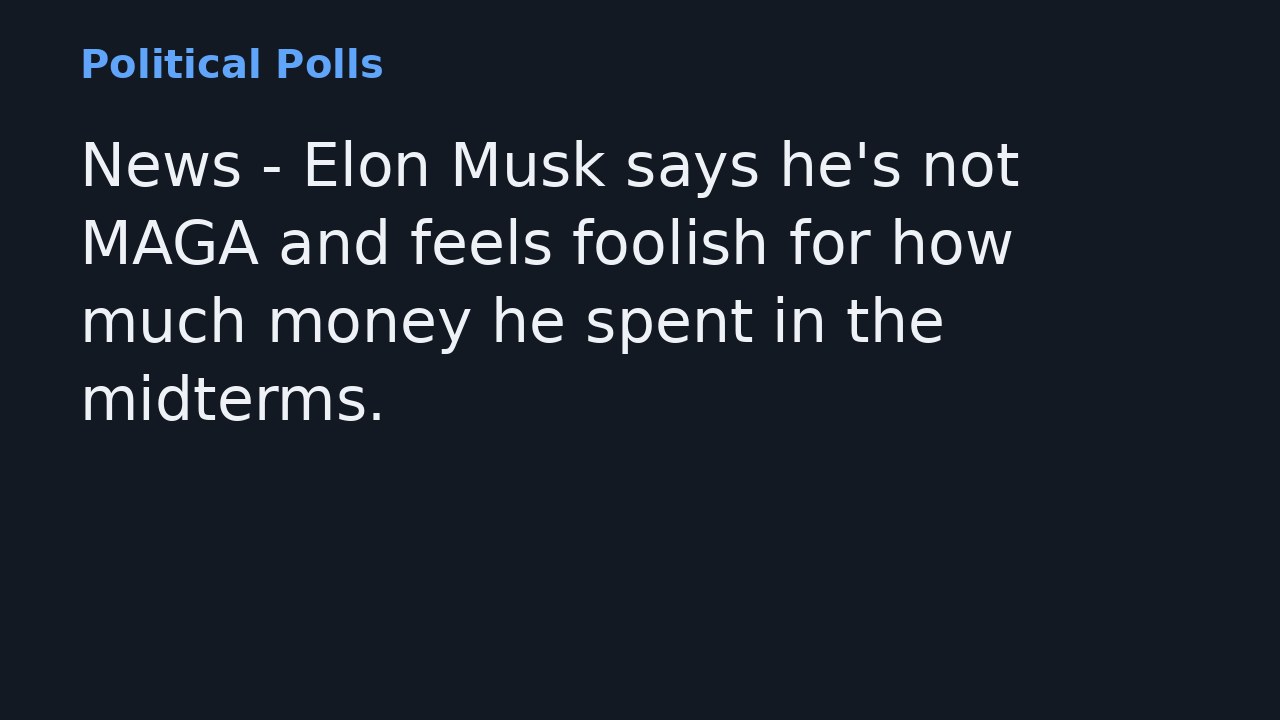 Political Polls
News - Elon Musk says he's not
MAGA and feels foolish for how
much money he spent in the
midterms.